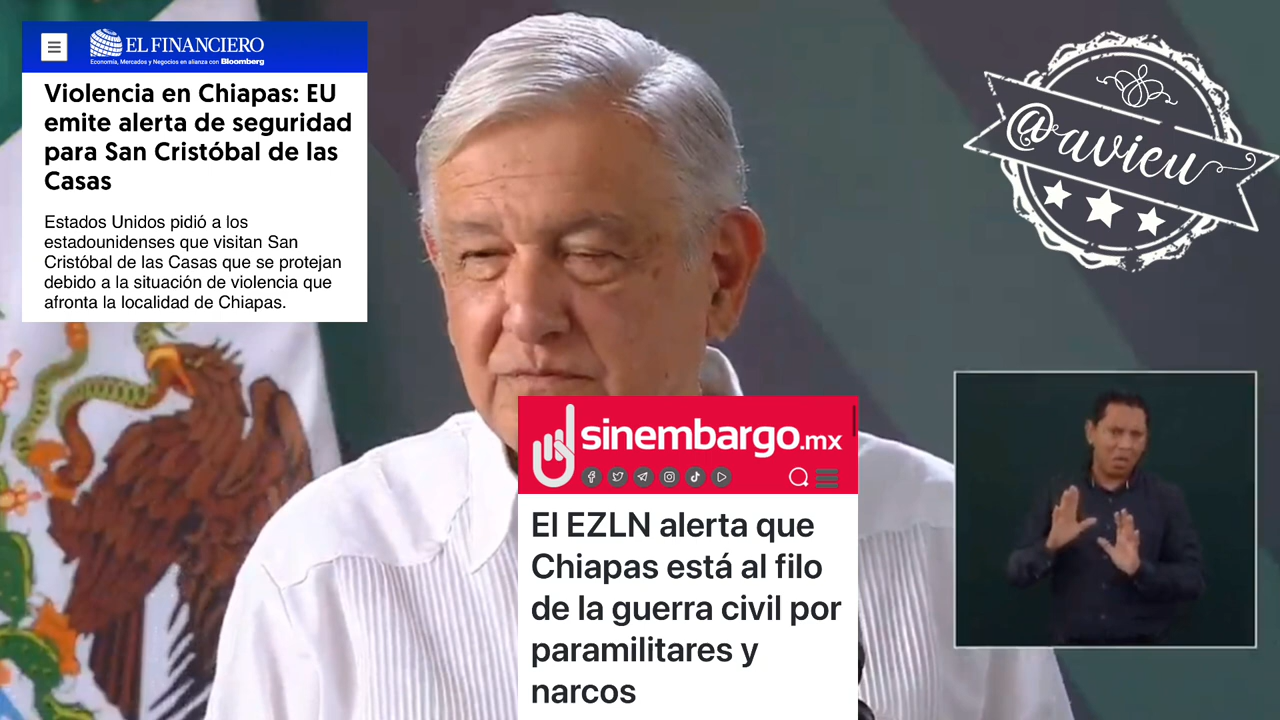 EL FINANCIERO
Economía, Mercados y Negocios en alianza con Bloomberg
Violencia en Chiapas: EU
emite alerta de seguridad
para San Cristóbal de las
Casas
Estados Unidos pidió a los
estadounidenses que visitan San
Cristóbal de las Casas que se protejan
debido a la situación de violencia que
afronta la localidad de Chiapas.
@avieu
sinembargo.mx
El EZLN alerta que
Chiapas está al filo
de la guerra civil por
paramilitares y
narcos